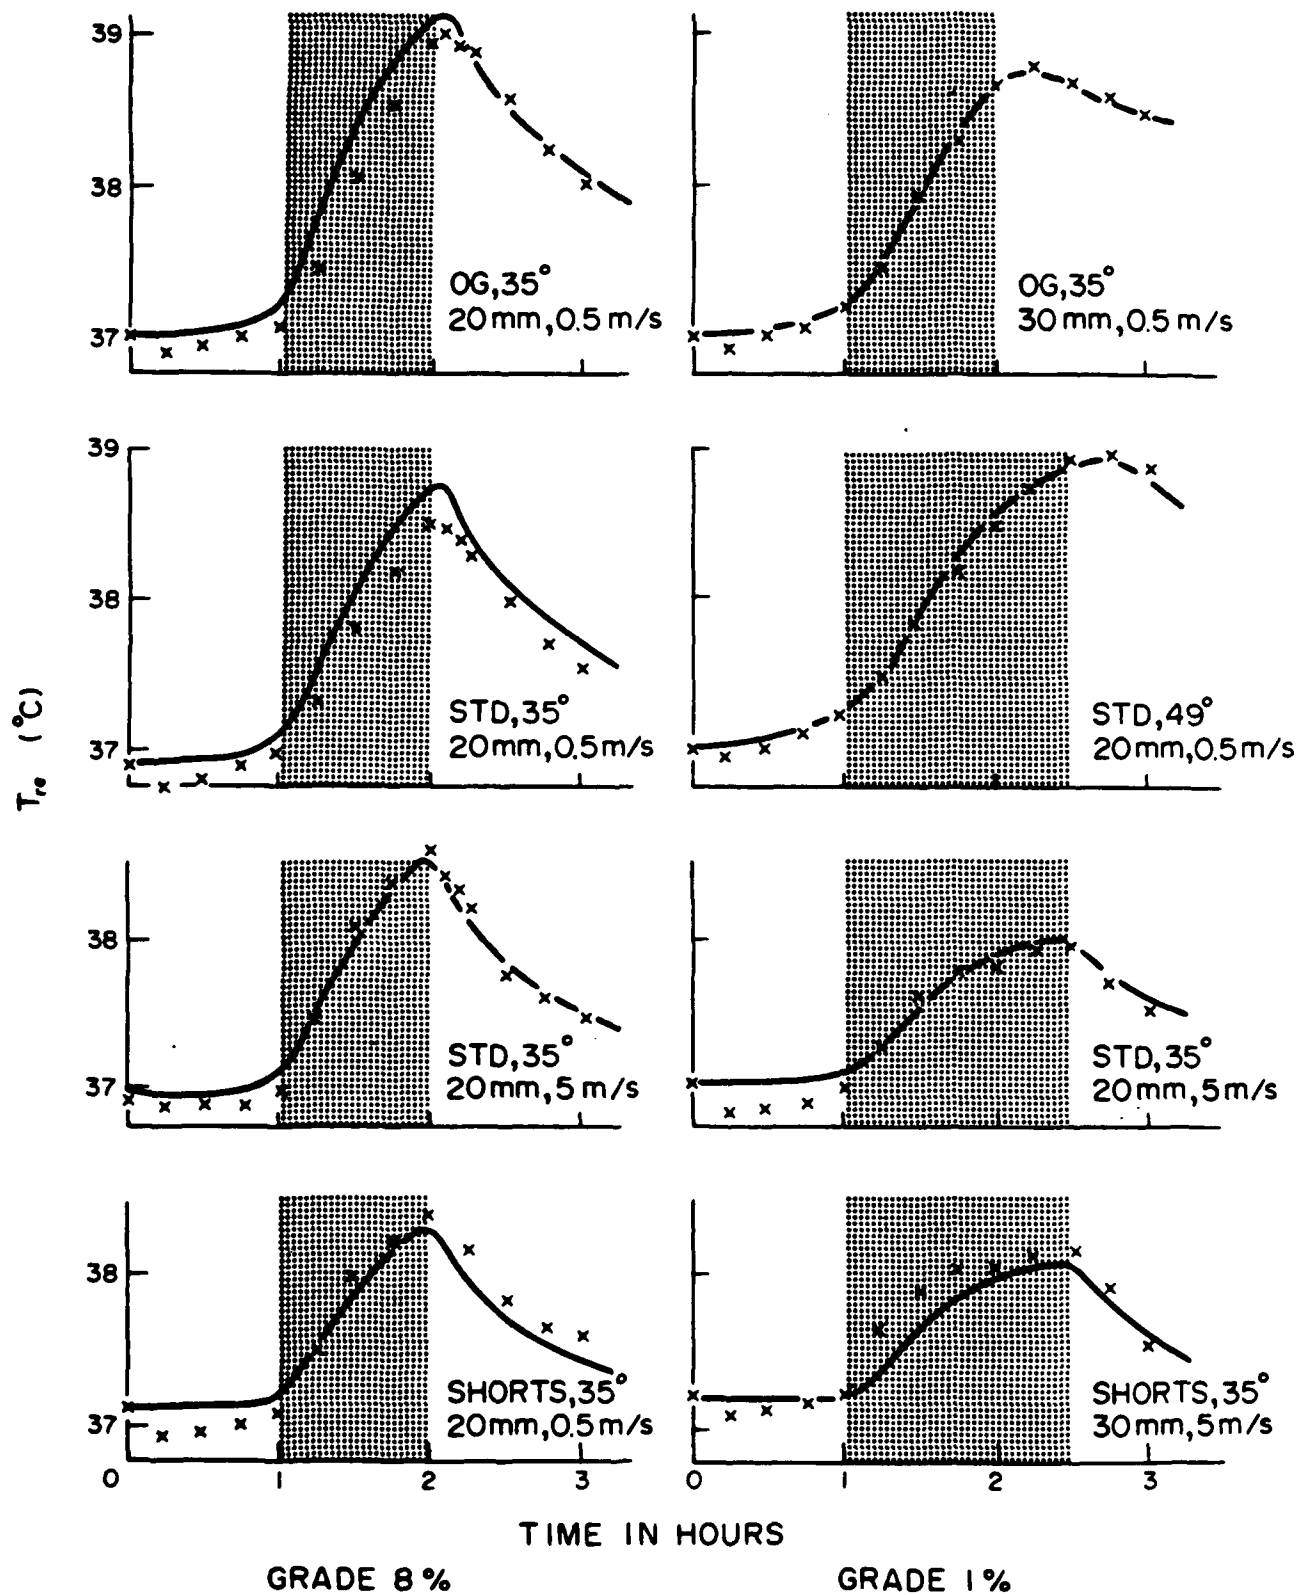 39
38
37
OG,35°
20mm,0.5m/s
OG,35°
30mm,0.5m/s
39
38
37
STD,35°
20mm,0.5m/s
STD,49°
20mm,0.5m/s
Tre (°C)
38
37
STD,35°
20mm,5m/s
STD,35°
20mm,5m/s
38
37
SHORTS,35°
20mm,0.5m/s
SHORTS,35°
30mm,5m/s
0 1 2 3
0 1 2 3
TIME IN HOURS
GRADE 8% GRADE 1%